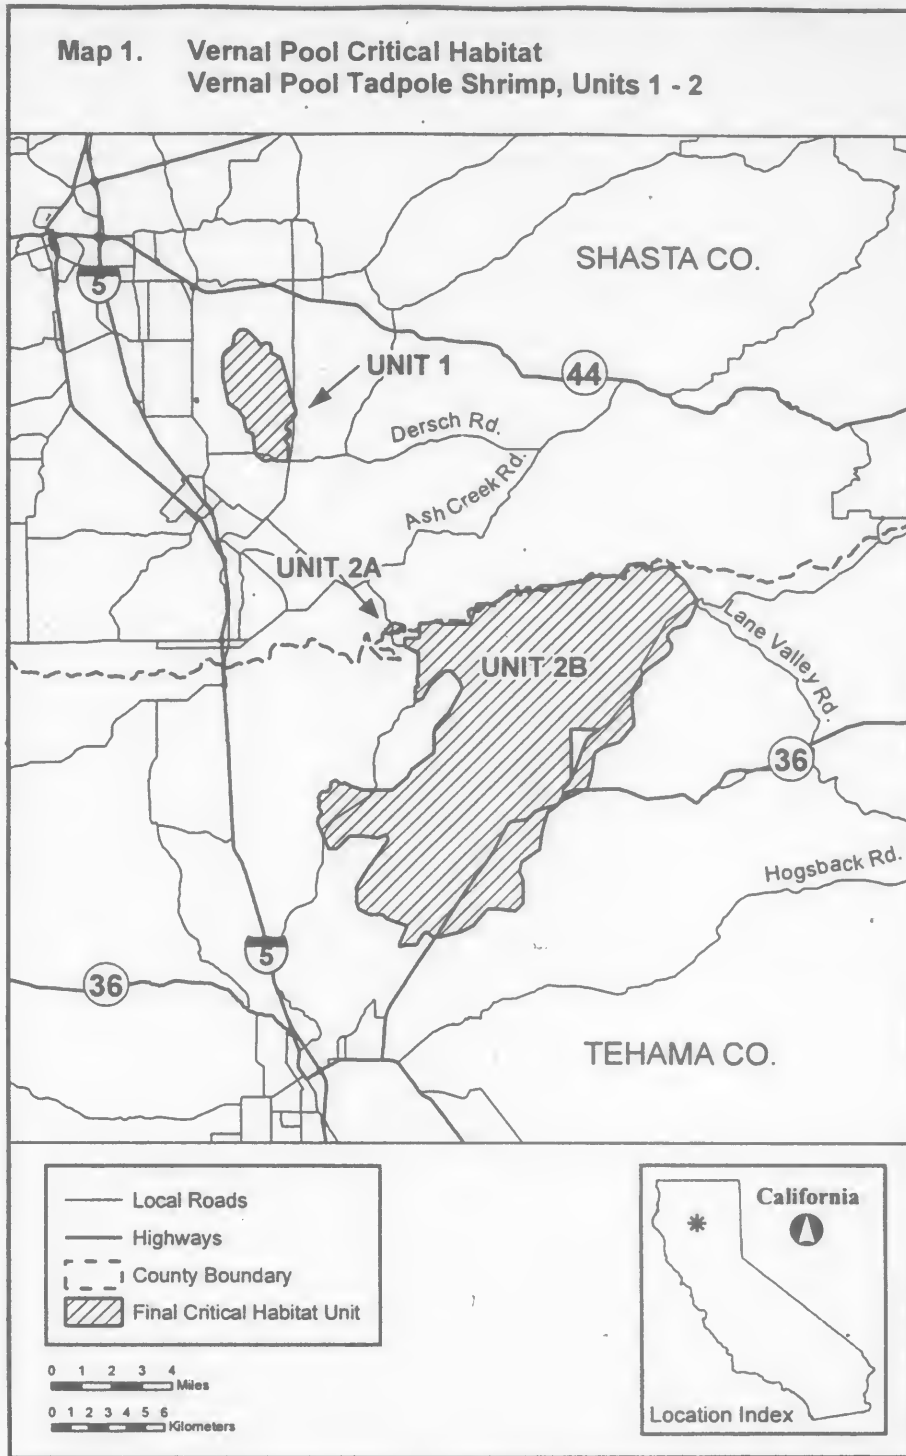 Map 1. Vernal Pool Critical Habitat
Vernal Pool Tadpole Shrimp, Units 1 - 2
SHASTA CO.
5
UNIT 1
44
Dersch Rd.
Ash Creek Rd.
UNIT 2A
UNIT 2B
Lane Valley Rd.
36
Hogsback Rd.
5
36
TEHAMA CO.
Local Roads
Highways
County Boundary
Final Critical Habitat Unit
0 1 2 3 4
Miles
0 1 2 3 4 5 6
Kilometers
California
Location Index